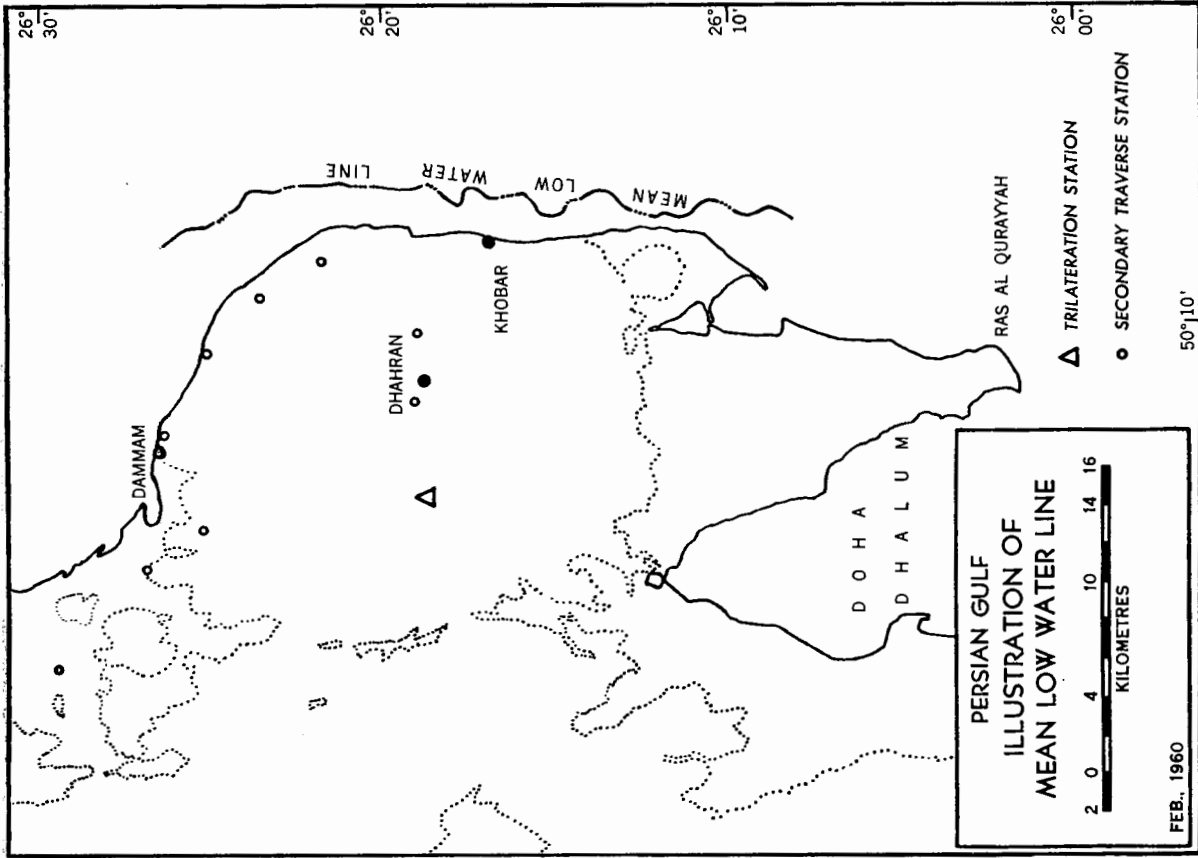 26°
30'
26°
20'
26°
10'
26°
00'
MEAN LOW WATER LINE
DAMMAM
DHAHRAN
KHOBAR
RAS AL QURAYYAH
DOHA
DHALUM
△ TRILATERATION STATION
○ SECONDARY TRAVERSE STATION
50° 10'
PERSIAN GULF
ILLUSTRATION OF
MEAN LOW WATER LINE
2 0 4 10 14 16
KILOMETRES
FEB., 1960